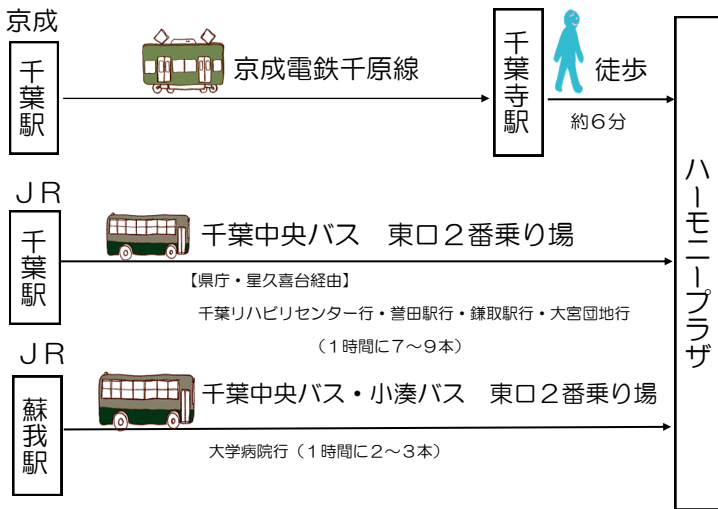 京成
千葉駅
京成電鉄千原線
千葉寺駅
徒歩
約6分
ＪＲ
千葉駅
千葉中央バス　東口２番乗り場
【県庁・星久喜台経由】
千葉リハビリセンター行・誉田駅行・鎌取駅行・大宮団地行
（１時間に７～９本）
ＪＲ
蘇我駅
千葉中央バス・小湊バス　東口２番乗り場
大学病院行（１時間に２～３本）
ハーモニープラザ